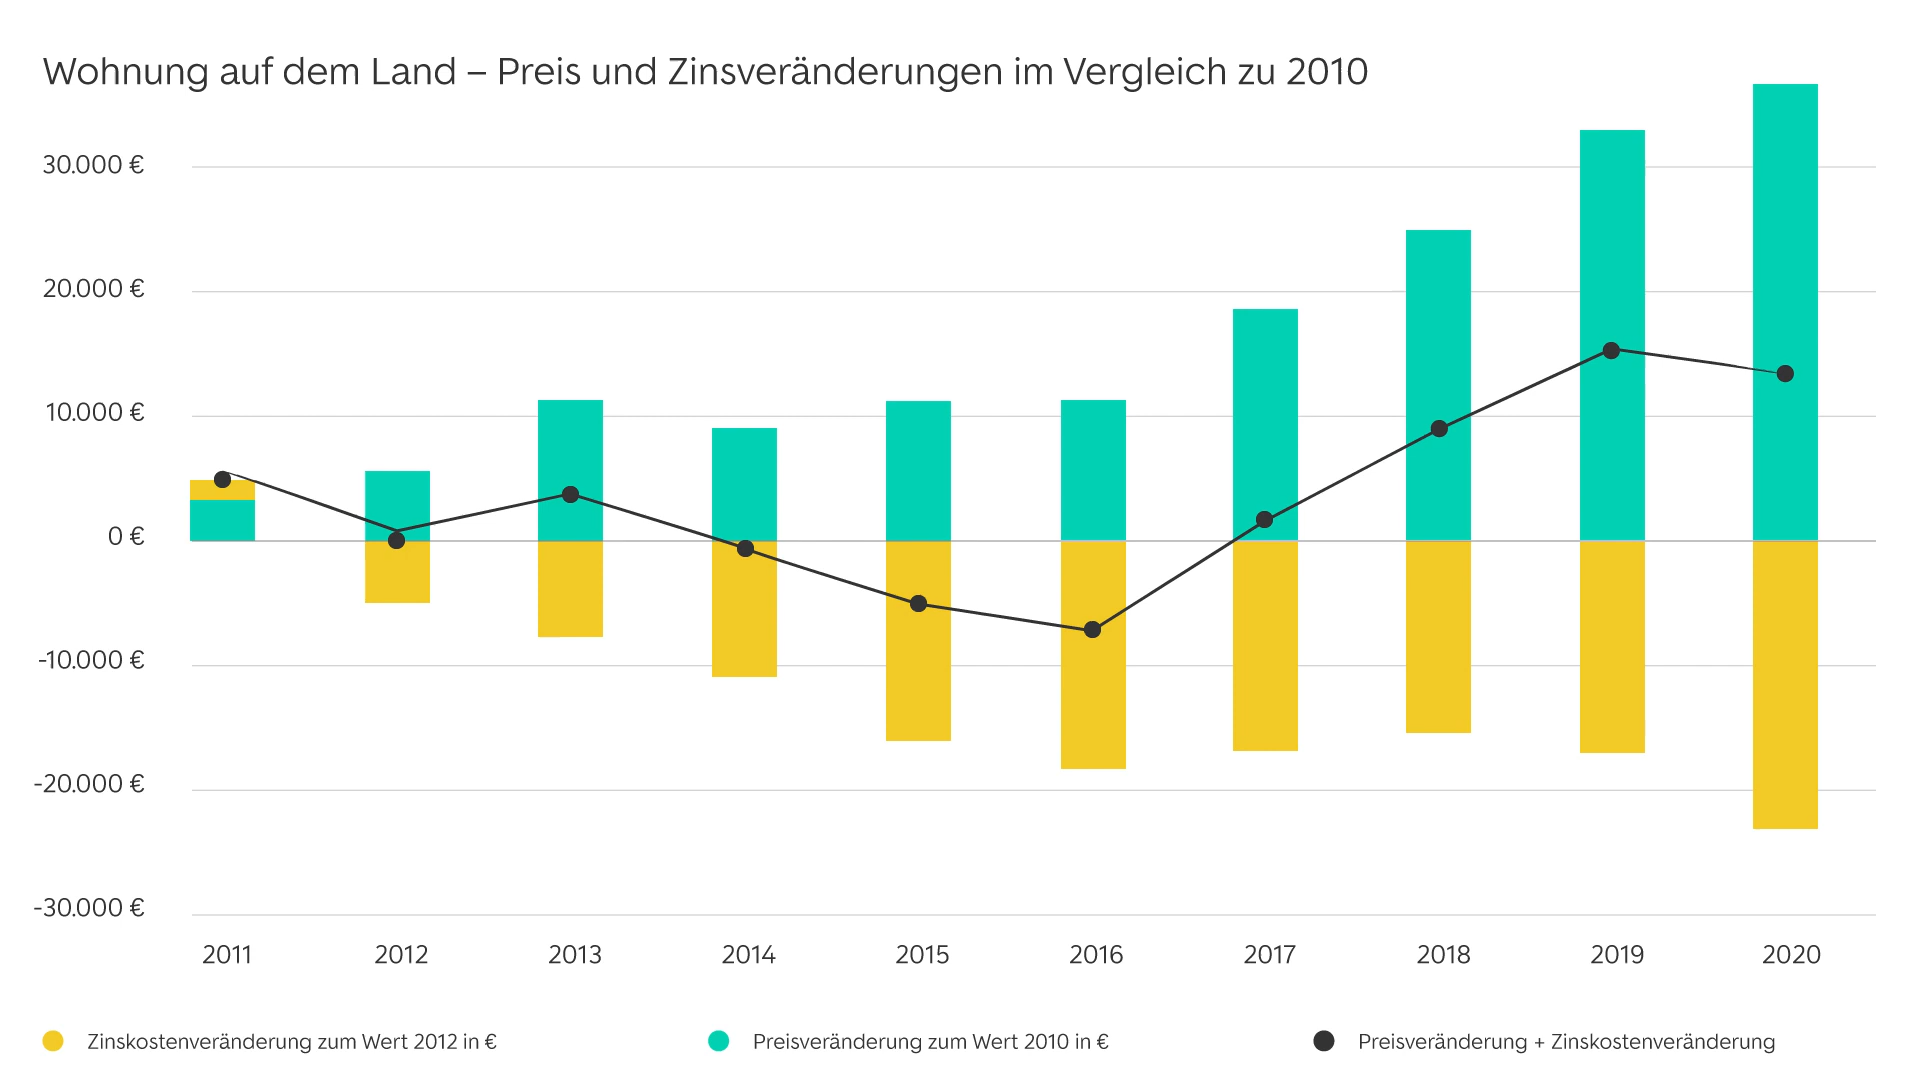 Wohnung auf dem Land – Preis und Zinsveränderungen im Vergleich zu 2010
30.000 €
20.000 €
10.000 €
0 €
-10.000 €
-20.000 €
-30.000 €
2011 2012 2013 2014 2015 2016 2017 2018 2019 2020
Zinskostenveränderung zum Wert 2012 in € Preisveränderung zum Wert 2010 in € Preisveränderung + Zinskostenveränderung